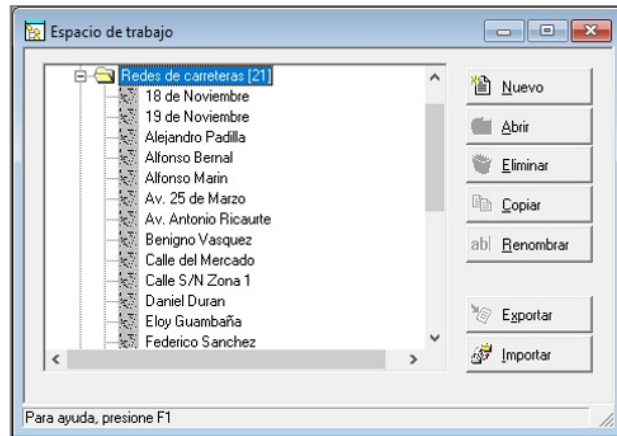 Espacio de trabajo
Redes de carreteras [21]
18 de Noviembre
19 de Noviembre
Alejandro Padilla
Alfonso Bernal
Alfonso Marin
Av. 25 de Marzo
Av. Antonio Ricaurte
Benigno Vasquez
Calle del Mercado
Calle S/N Zona 1
Daniel Duran
Eloy Guambaña
Federico Sanchez
Nuevo
Abrir
Eliminar
Copiar
ab| Renombrar
Exportar
Importar
Para ayuda, presione F1